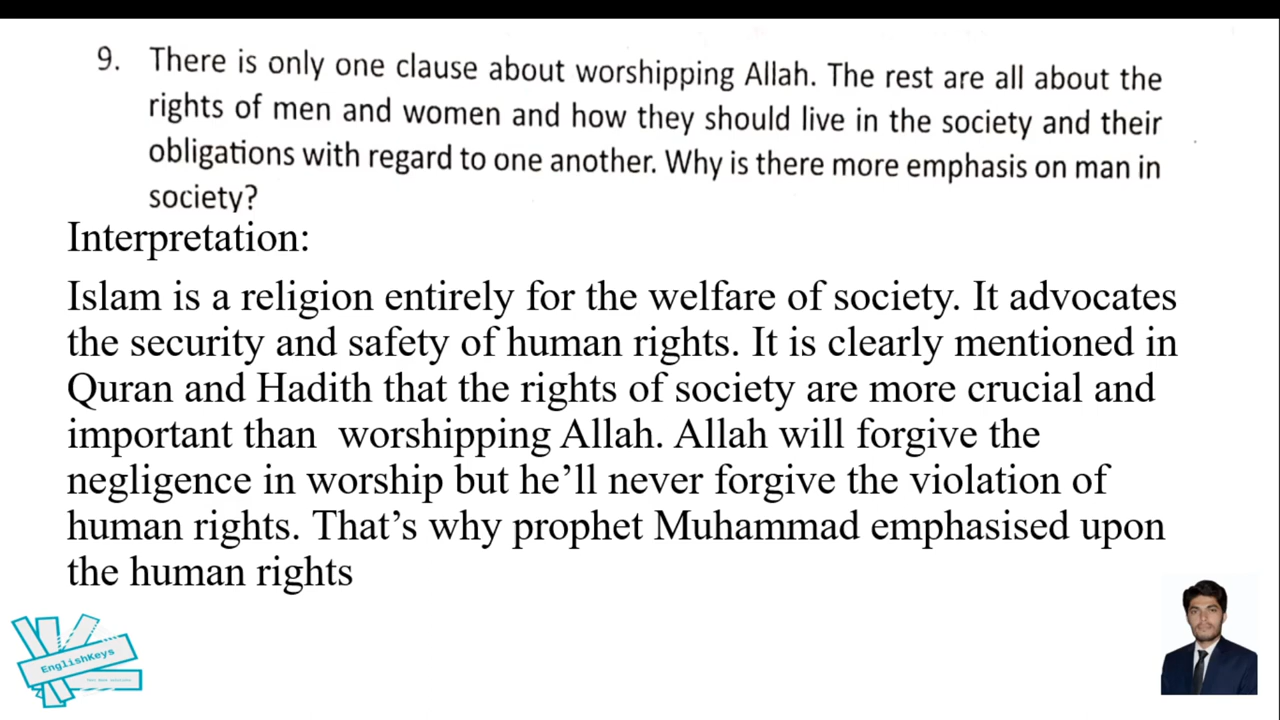 9. There is only one clause about worshipping Allah. The rest are all about the
rights of men and women and how they should live in the society and their
obligations with regard to one another. Why is there more emphasis on man in
society?
Interpretation:
Islam is a religion entirely for the welfare of society. It advocates
the security and safety of human rights. It is clearly mentioned in
Quran and Hadith that the rights of society are more crucial and
important than worshipping Allah. Allah will forgive the
negligence in worship but he’ll never forgive the violation of
human rights. That’s why prophet Muhammad emphasised upon
the human rights
EnglishKeys